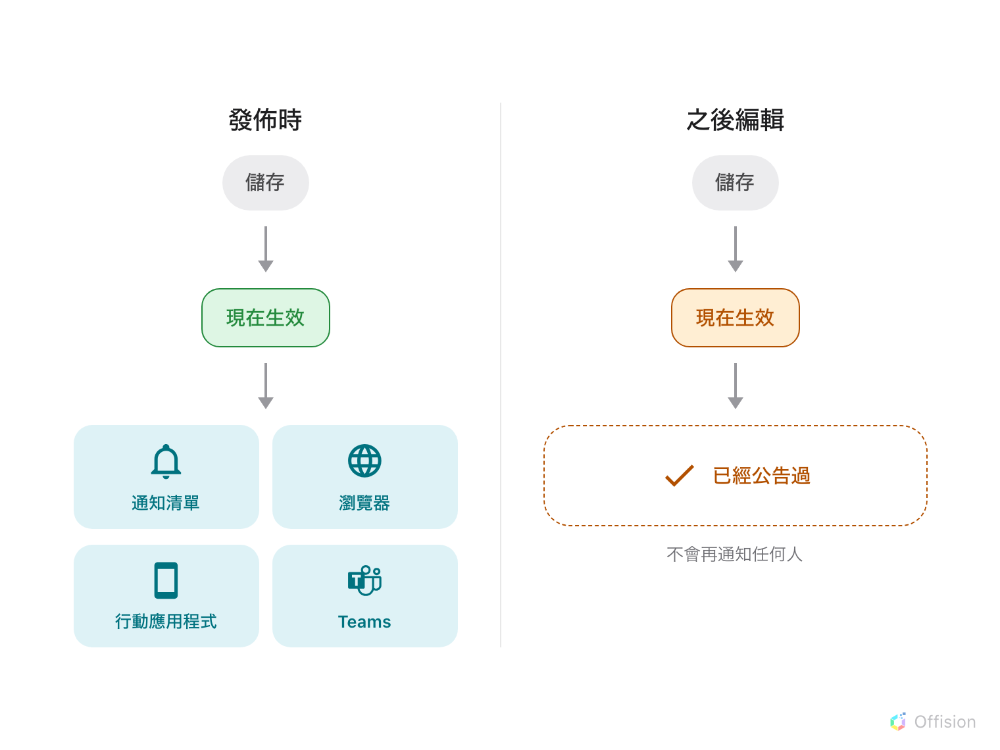 發佈時
儲存
現在生效
通知清單
瀏覽器
行動應用程式
Teams
之後編輯
儲存
現在生效
已經公告過
不會再通知任何人
Offision